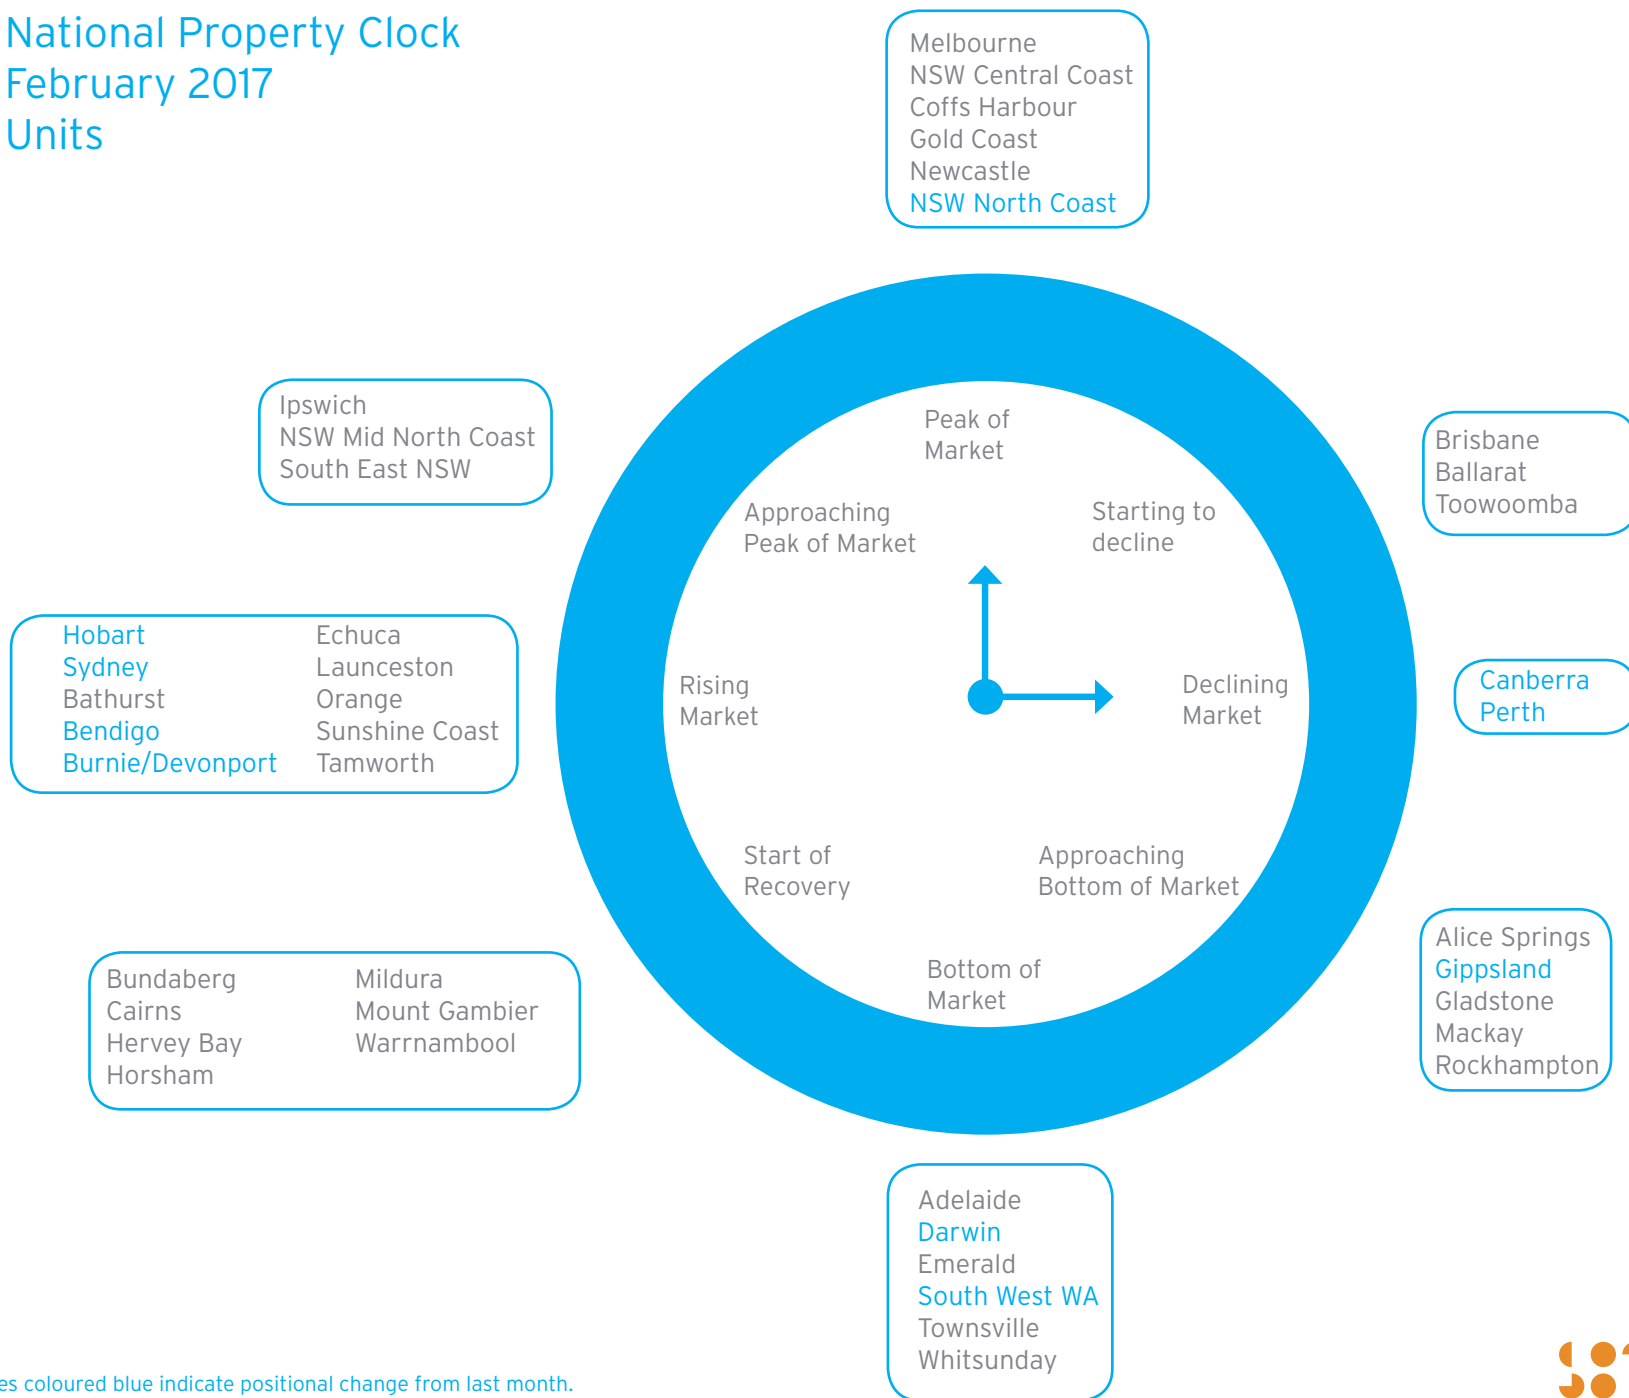 National Property Clock
February 2017
Units
Melbourne
NSW Central Coast
Coffs Harbour
Gold Coast
Newcastle
NSW North Coast
Ipswich
NSW Mid North Coast
South East NSW
Peak of
Market
Brisbane
Ballarat
Toowoomba
Approaching
Peak of Market
Starting to
decline
Hobart
Sydney
Bathurst
Bendigo
Burnie/Devonport
Echuca
Launceston
Orange
Sunshine Coast
Tamworth
Rising
Market
Declining
Market
Canberra
Perth
Start of
Recovery
Approaching
Bottom of Market
Bundaberg
Cairns
Hervey Bay
Horsham
Mildura
Mount Gambier
Warrnambool
Bottom of
Market
Alice Springs
Gippsland
Gladstone
Mackay
Rockhampton
Adelaide
Darwin
Emerald
South West WA
Townsville
Whitsunday
coloured blue indicate positional change from last month.